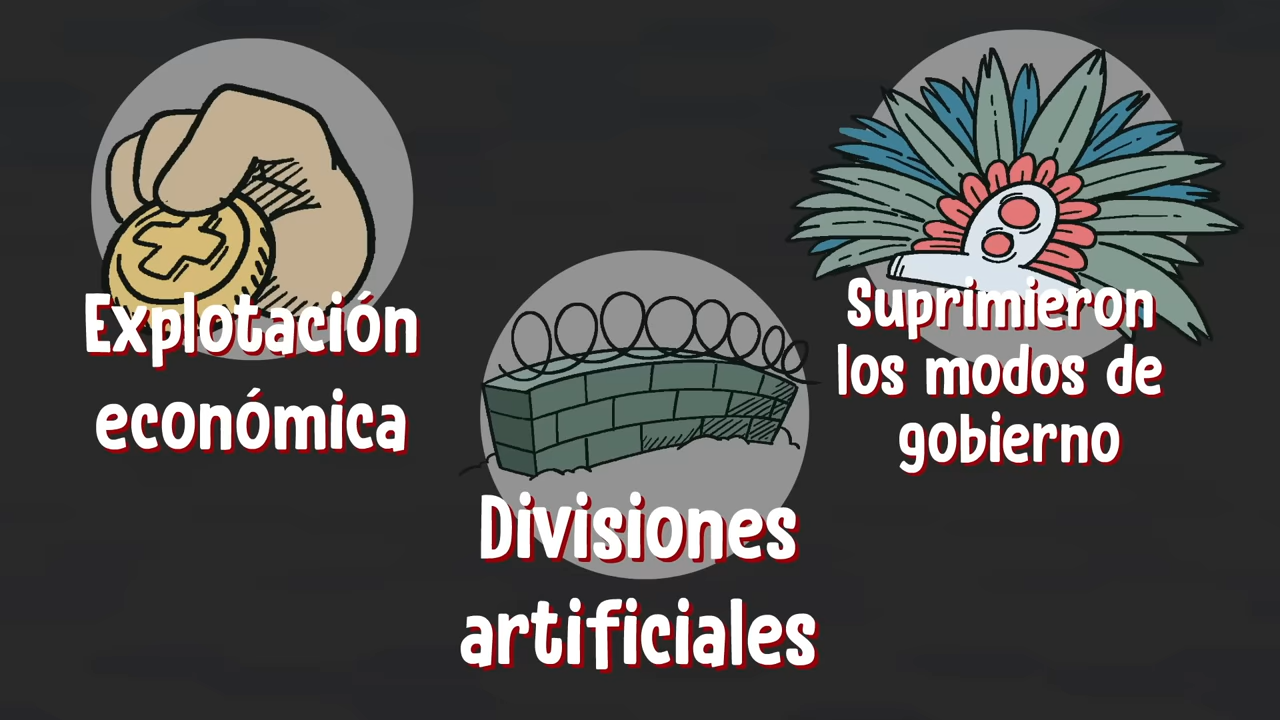 Explotación
económica
Divisiones
artificiales
Suprimieron
los modos de
gobierno